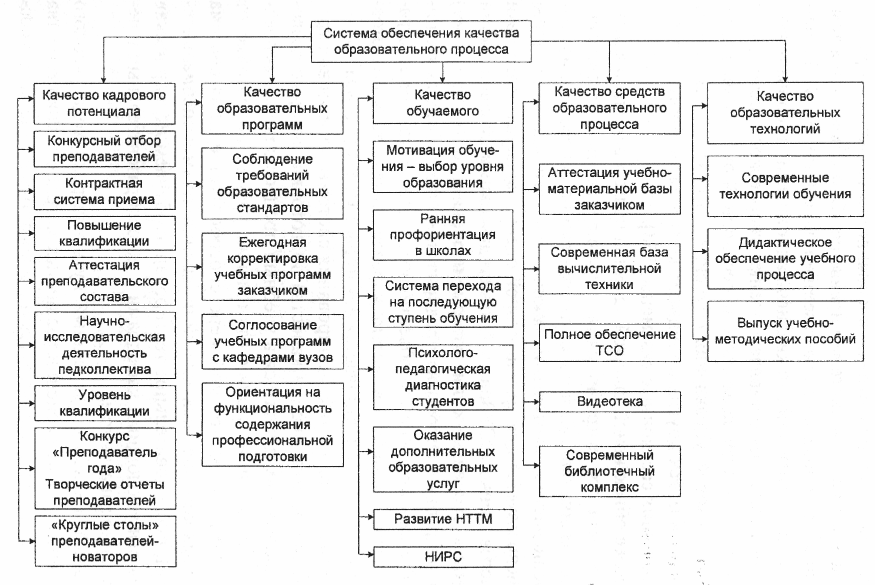 Система обеспечения качества
образовательного процесса
Качество кадрового
потенциала
Конкурсный отбор
преподавателей
Контрактная
система приема
Повышение
квалификации
Аттестация
преподавательского
состава
Научно-
исследовательская
деятельность
педколлектива
Уровень
квалификации
Конкурс
«Преподаватель
года»
Творческие отчеты
преподавателей
«Круглые столы»
преподавателей-
новаторов
Качество
образовательных
программ
Соблюдение
требований
образовательных
стандартов
Ежегодная
корректировка
учебных программ
заказчиком
Соглосование
учебных программ
с кафедрами вузов
Ориентация на
функциональность
содержания
профессиональной
подготовки
Качество
обучаемого
Мотивация обуче-
ния – выбор уровня
образования
Ранняя
профориентация
в школах
Система перехода
на последующую
ступень обучения
Психолого-
педагогическая
диагностика
студентов
Оказание
дополнительных
образовательных
услуг
Развитие НТТМ
НИРС
Качество средств
образовательного
процесса
Аттестация учебно-
материальной базы
заказчиком
Современная база
вычислительной
техники
Полное обеспечение
ТСО
Видеотека
Современный
библиотечный
комплекс
Качество
образовательных
технологий
Современные
технологии обучения
Дидактическое
обеспечение учебного
процесса
Выпуск учебно-
методических пособий